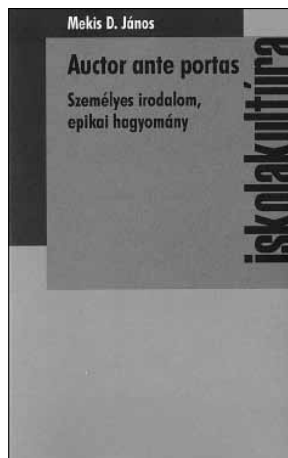 Mekis D. János
Auctor ante portas
Személyes irodalom,
epikai hagyomány
iskolakultúra